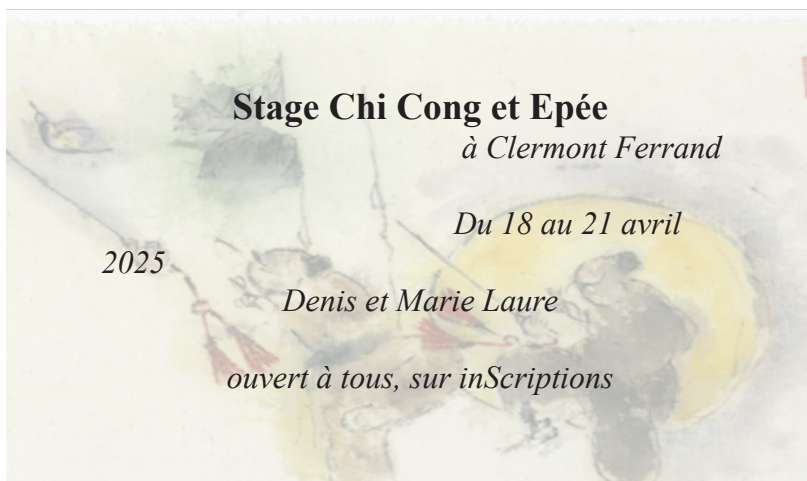 Stage Chi Cong et Epée
à Clermont Ferrand
Du 18 au 21 avril
2025
Denis et Marie Laure
ouvert à tous, sur inScriptions